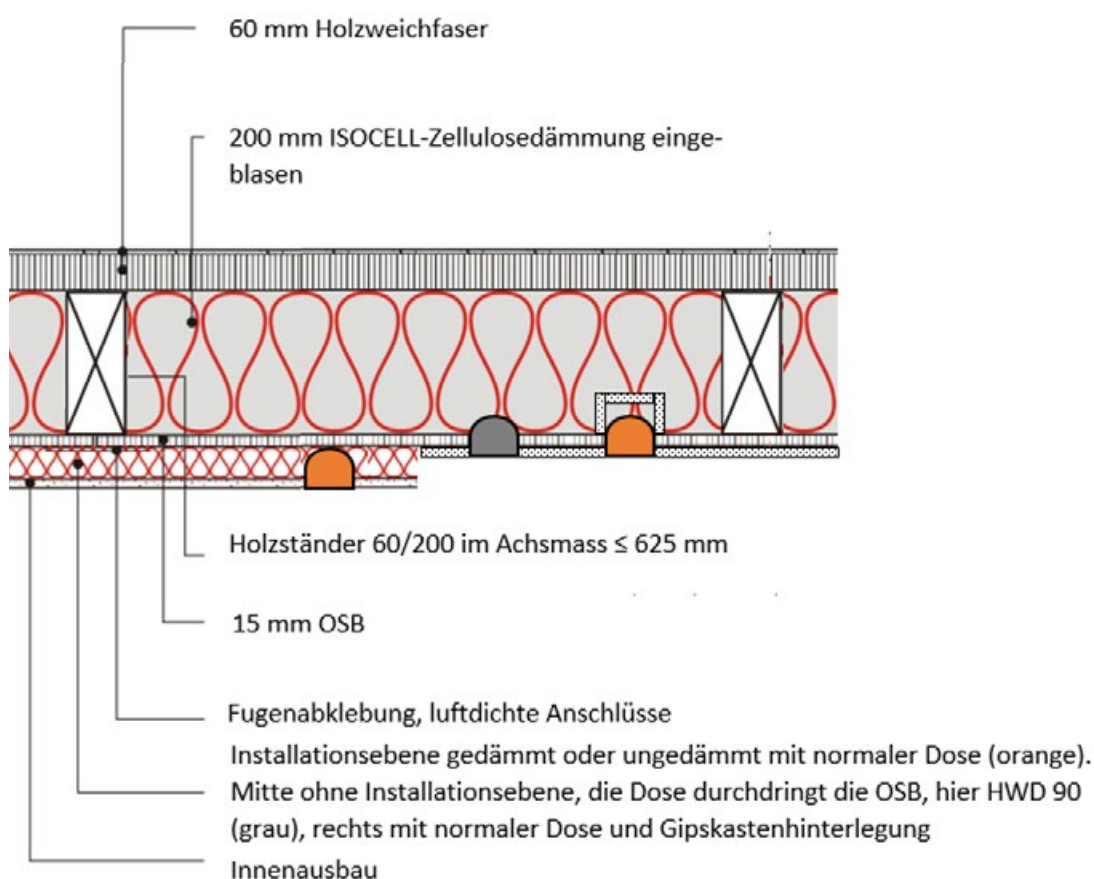 60 mm Holzweichfaser
200 mm ISOCELL-Zellulosedämmung einge-
blasen
Holzständer 60/200 im Achsmass ≤ 625 mm
15 mm OSB
Fugenabklebung, luftdichte Anschlüsse
Installationsebene gedämmt oder ungedämmt mit normaler Dose (orange).
Mitte ohne Installationsebene, die Dose durchdringt die OSB, hier HWD 90
(grau), rechts mit normaler Dose und Gipskastenhinterlegung
Innenausbau